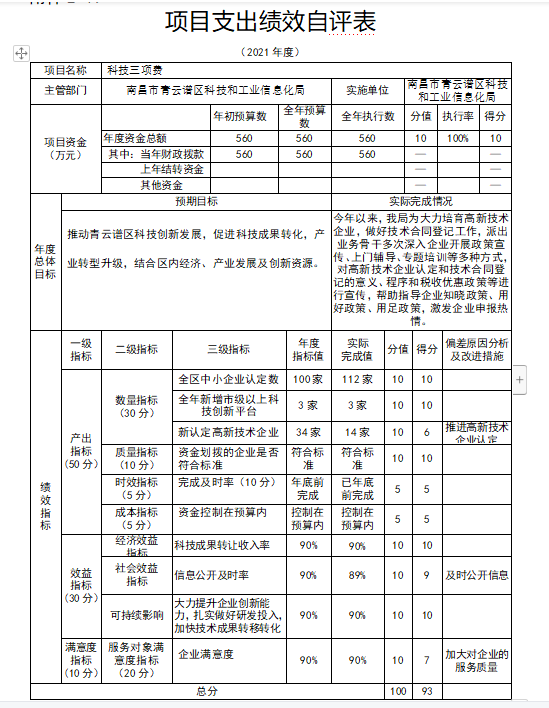 项目支出绩效自评表
（2021 年度）
项目名称 科技三项费
主管部门 南昌市青云谱区科技和工业信息化局 实施单位 南昌市青云谱区科技和工业信息化局
项目资金（万元） 年初预算数 全年预算数 全年执行数 分值 执行率 得分
年度资金总额 560 560 560 10 100% 10
其中：当年财政拨款 560 560 560 — —
上年结转资金 — —
其他资金 — —
年度总体目标 预期目标 实际完成情况
推动青云谱区科技创新发展，促进科技成果转化，产
业转型升级，结合区内经济、产业发展及创新资源。
今年以来，我局为大力培育高新技术
企业，做好技术合同登记工作，派出
业务骨干多次深入企业开展政策宣
传、上门辅导、专题培训等多种方式，
对高新技术企业认定和技术合同登
记的意义、程序和税收优惠政策等进
行宣传，帮助指导企业知晓政策、用
好政策、用足政策，激发企业申报热
情。
绩效指标 一级指标 二级指标 三级指标 年度指标值 实际完成值 分值 得分 偏差原因分析及改进措施
产出指标（50 分） 数量指标（30 分） 全区中小企业认定数 100 家 112 家 10 10
全年新增市级以上科技创新平台 3 家 3 家 10 10
新认定高新技术企业 34 家 14 家 10 6 推进高新技术企业认定
质量指标（10 分） 资金划拨的企业是否符合标准 符合标准 符合标准 10 10
时效指标（5 分） 完成及时率（10 分） 年底前完成 已年底前完成 5 5
成本指标（5 分） 资金控制在预算内 控制在预算内 控制在预算内 5 5
效益指标（30 分） 经济效益指标 科技成果转让收入率 90% 90% 10 10
社会效益指标 信息公开及时率 90% 89% 10 9 及时公开信息
可持续影响 大力提升企业创新能力，扎实做好研发投入，加快技术成果转移转化 90% 90% 10 10
满意度指标（10 分） 服务对象满意度指标（20 分） 企业满意度 90% 90% 10 7 加大对企业的服务质量
总分 100 93